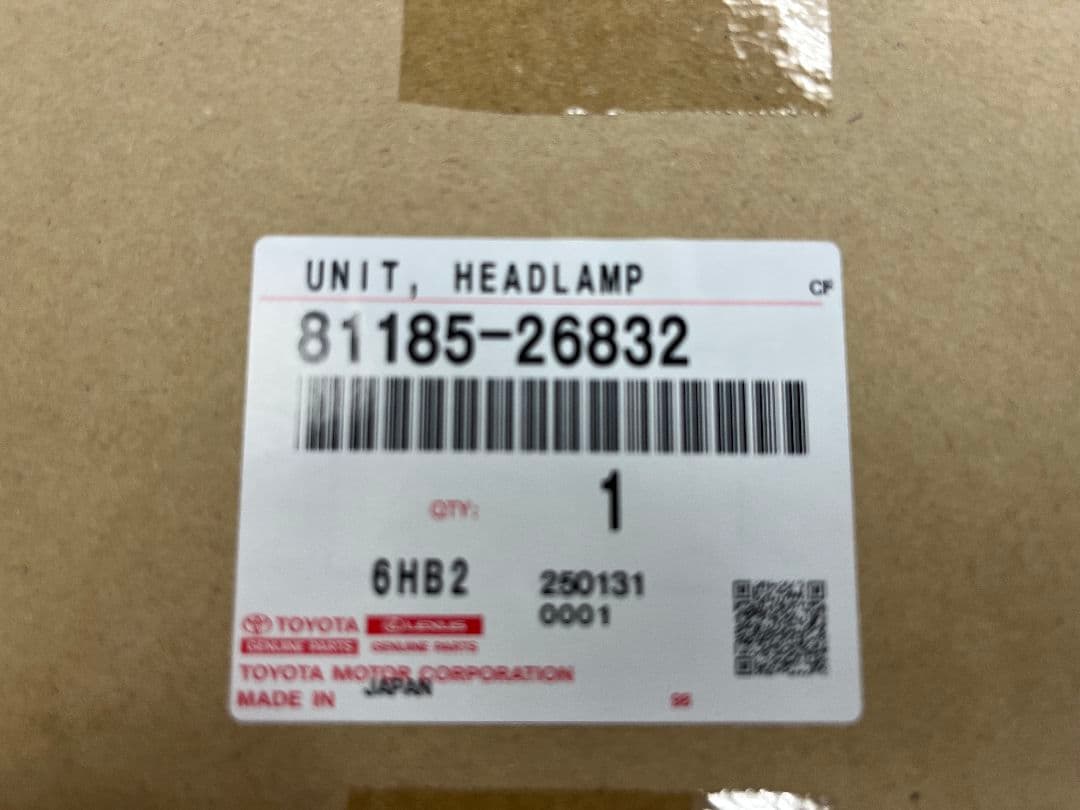 UNIT, HEADLAMP
CF
81185-26832
QTY: 1
6HB2 250131
0001
TOYOTA LEXUS
GENUINE PARTS GENUINE PARTS
TOYOTA MOTOR CORPORATION
MADE IN JAPAN